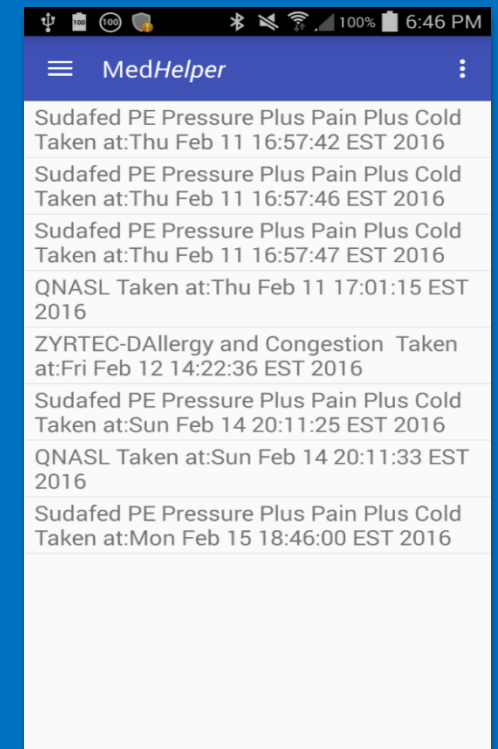 100 100 100% 6:46 PM
MedHelper
Sudafed PE Pressure Plus Pain Plus Cold
Taken at:Thu Feb 11 16:57:42 EST 2016
Sudafed PE Pressure Plus Pain Plus Cold
Taken at:Thu Feb 11 16:57:46 EST 2016
Sudafed PE Pressure Plus Pain Plus Cold
Taken at:Thu Feb 11 16:57:47 EST 2016
QNASL Taken at:Thu Feb 11 17:01:15 EST
2016
ZYRTEC-DAllergy and Congestion  Taken
at:Fri Feb 12 14:22:36 EST 2016
Sudafed PE Pressure Plus Pain Plus Cold
Taken at:Sun Feb 14 20:11:25 EST 2016
QNASL Taken at:Sun Feb 14 20:11:33 EST
2016
Sudafed PE Pressure Plus Pain Plus Cold
Taken at:Mon Feb 15 18:46:00 EST 2016